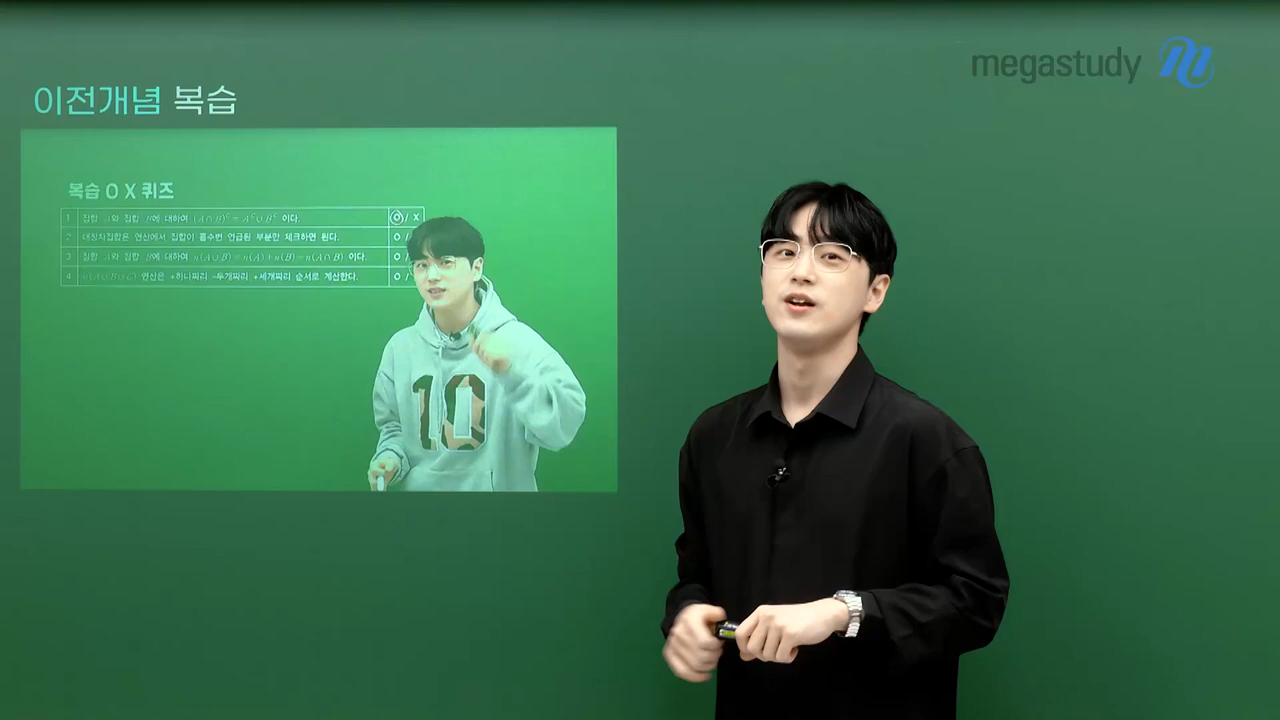 megastudy
이전개념 복습
복습 O X 퀴즈
1 집합 A와 집합 B에 대하여 (A∩B)ᶜ = Aᶜ∪Bᶜ 이다. O / X
2 대칭차집합은 연산에서 집합이 홀수번 언급된 부분만 체크하면 된다. O /
3 집합 A와 집합 B에 대하여 n(A∪B) = n(A) + n(B) − n(A∩B) 이다. O /
4 n(A∪B∪C) 연산은 +하나짜리 −두개짜리 +세개짜리 순서로 계산한다. O /
10